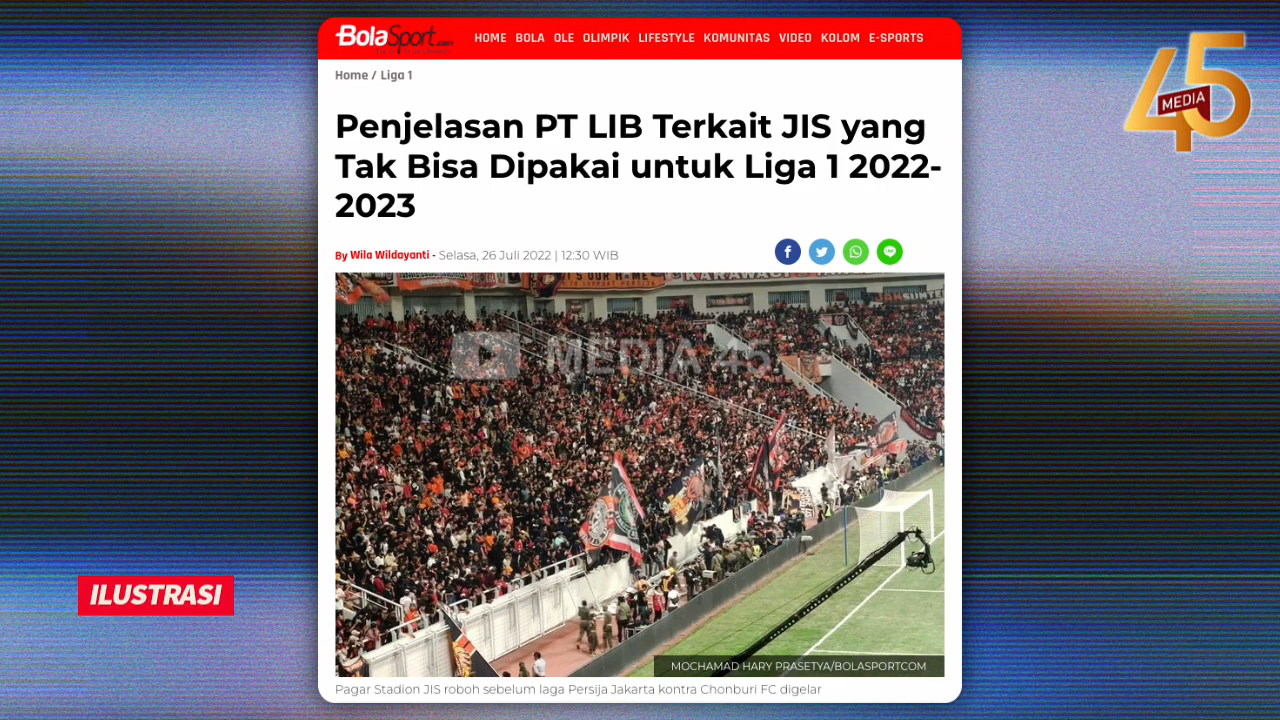 BolaSport.com
HOME BOLA OLE OLIMPIK LIFESTYLE KOMUNITAS VIDEO KOLOM E-SPORTS
45
MEDIA
Home / Liga 1
Penjelasan PT LIB Terkait JIS yang
Tak Bisa Dipakai untuk Liga 1 2022-
2023
By Wila Wildayanti - Selasa, 26 Juli 2022 | 12:30 WIB
KARAWACI
MEDIA 45
ILUSTRASI
MOCHAMAD HARY PRASETYA/BOLASPORTCOM
Pagar Stadion JIS roboh sebelum laga Persija Jakarta kontra Chonburi FC digelar